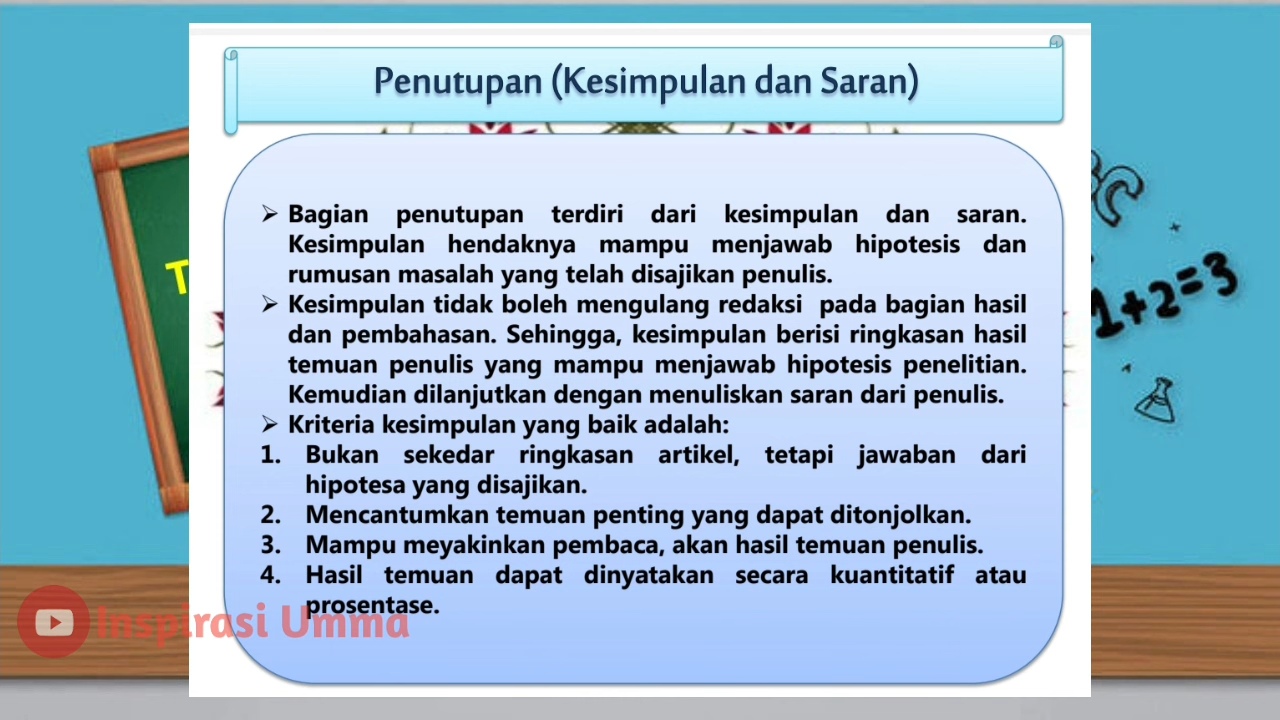 Penutupan (Kesimpulan dan Saran)
➢ Bagian penutupan terdiri dari kesimpulan dan saran.
Kesimpulan hendaknya mampu menjawab hipotesis dan
rumusan masalah yang telah disajikan penulis.
➢ Kesimpulan tidak boleh mengulang redaksi pada bagian hasil
dan pembahasan. Sehingga, kesimpulan berisi ringkasan hasil
temuan penulis yang mampu menjawab hipotesis penelitian.
Kemudian dilanjutkan dengan menuliskan saran dari penulis.
➢ Kriteria kesimpulan yang baik adalah:
1. Bukan sekedar ringkasan artikel, tetapi jawaban dari
hipotesa yang disajikan.
2. Mencantumkan temuan penting yang dapat ditonjolkan.
3. Mampu meyakinkan pembaca, akan hasil temuan penulis.
4. Hasil temuan dapat dinyatakan secara kuantitatif atau
prosentase.
Inspirasi Umma
T
1+2=3